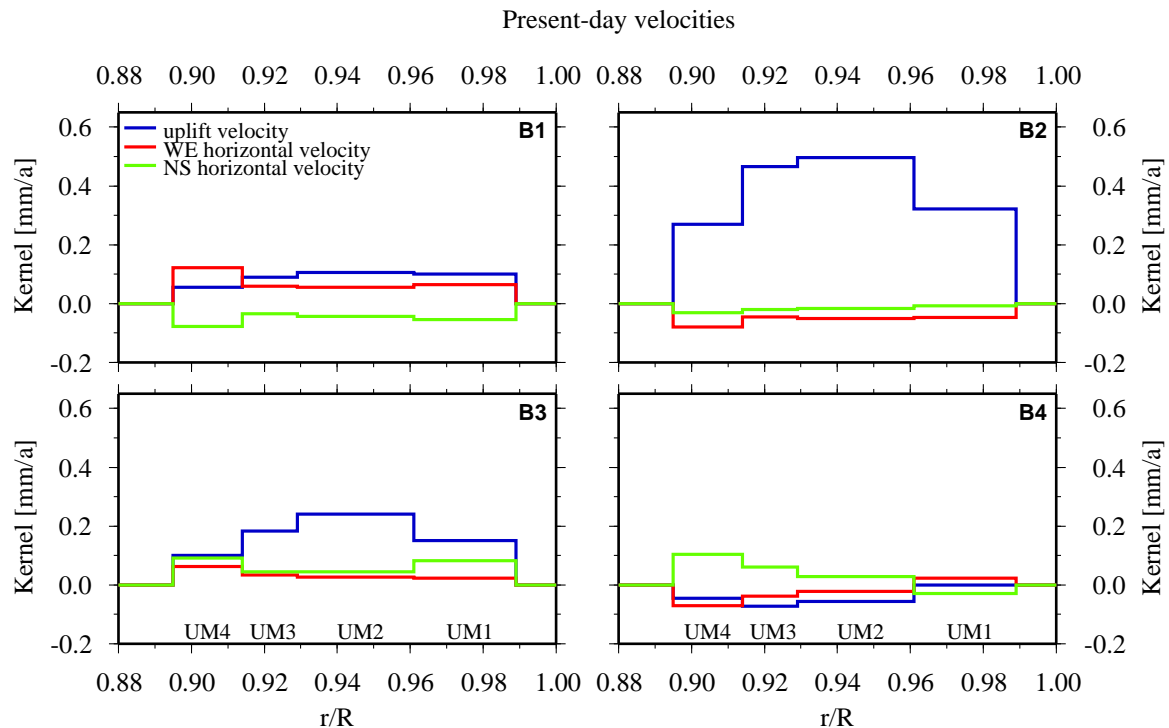 Present-day velocities
0.88 0.90 0.92 0.94 0.96 0.98 1.00 0.88 0.90 0.92 0.94 0.96 0.98 1.00
0.6 uplift velocity B1 B2 0.6
WE horizontal velocity
NS horizontal velocity
0.4 0.4
Kernel [mm/a] Kernel [mm/a]
0.2 0.2
0.0 0.0
-0.2 -0.2
0.6 B3 B4 0.6
0.4 0.4
Kernel [mm/a] Kernel [mm/a]
0.2 0.2
0.0 0.0
UM4 UM3 UM2 UM1 UM4 UM3 UM2 UM1
-0.2 -0.2
0.88 0.90 0.92 0.94 0.96 0.98 1.00 0.88 0.90 0.92 0.94 0.96 0.98 1.00
r/R r/R